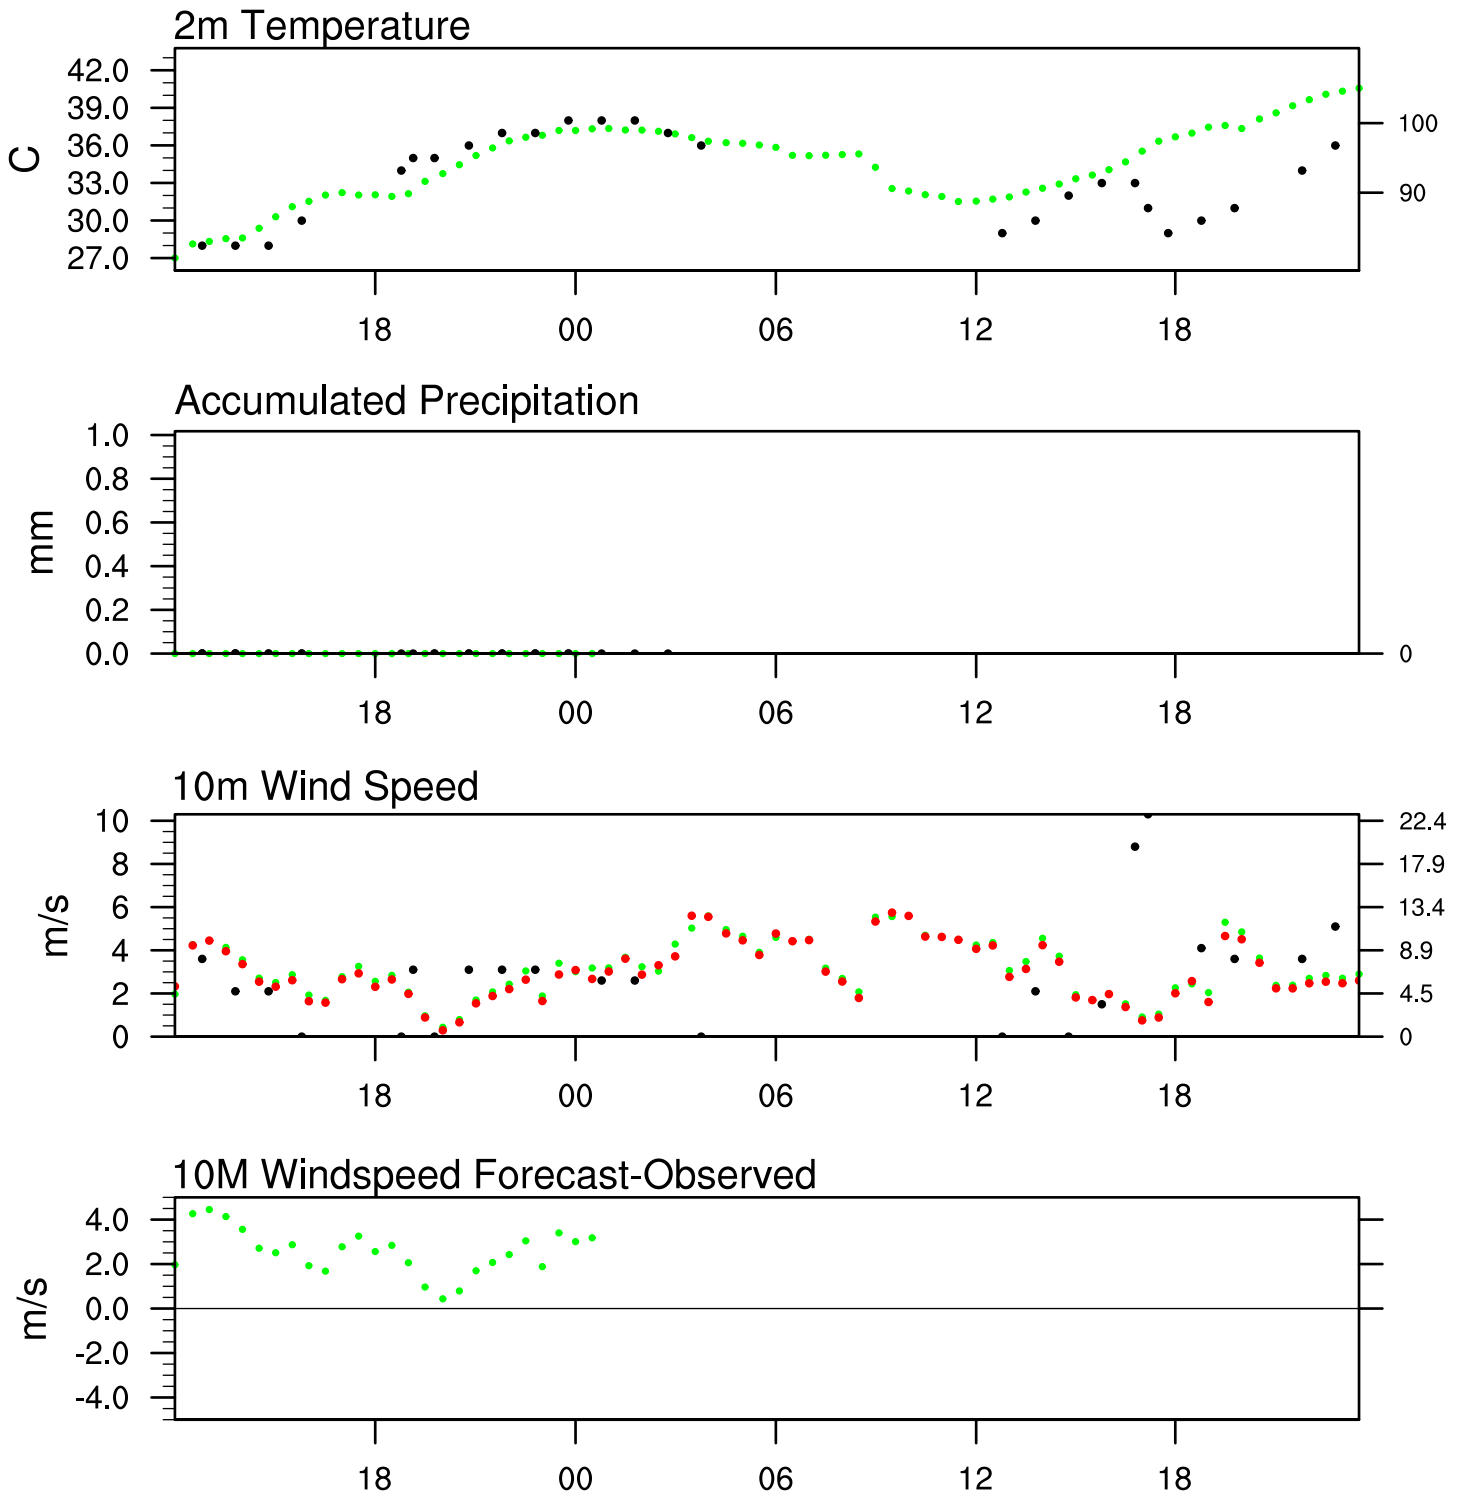 2m Temperature
42.0
39.0
36.0
33.0
30.0
27.0
C
100
90
18 00 06 12 18
Accumulated Precipitation
1.0
0.8
0.6
0.4
0.2
0.0
mm
0
18 00 06 12 18
10m Wind Speed
10
8
6
4
2
0
m/s
22.4
17.9
13.4
8.9
4.5
0
18 00 06 12 18
10M Windspeed Forecast-Observed
4.0
2.0
0.0
-2.0
-4.0
m/s
18 00 06 12 18